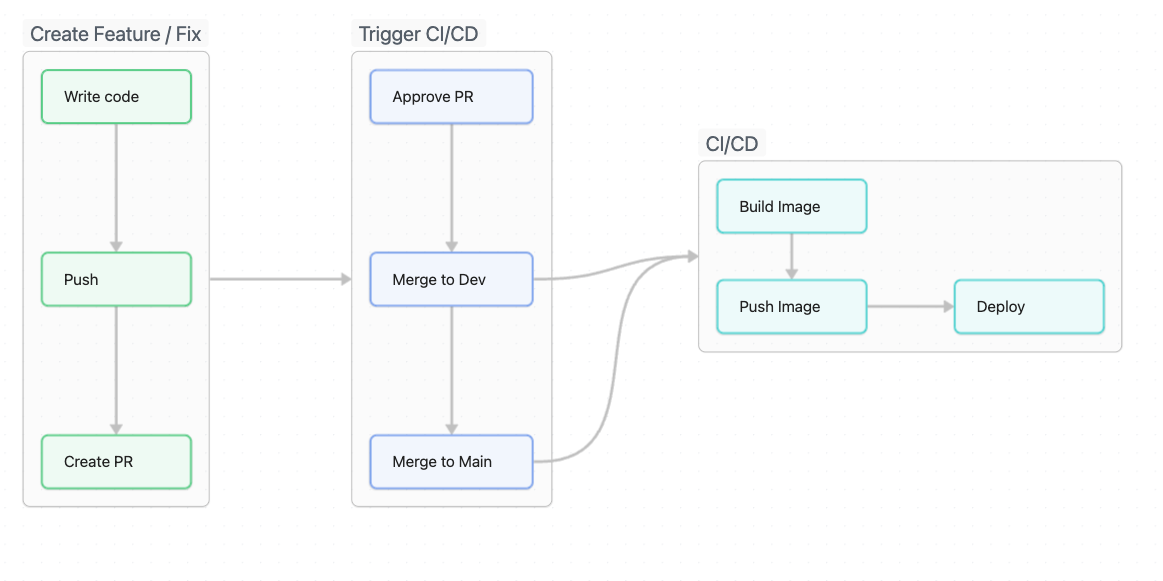 Create Feature / Fix
Write code
Push
Create PR
Trigger CI/CD
Approve PR
Merge to Dev
Merge to Main
CI/CD
Build Image
Push Image
Deploy